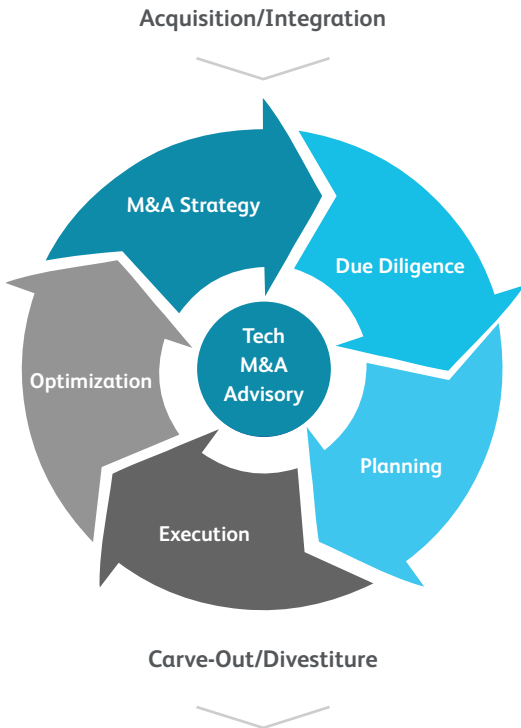 Acquisition/Integration
M&A Strategy
Due Diligence
Tech
M&A
Advisory
Optimization
Planning
Execution
Carve-Out/Divestiture